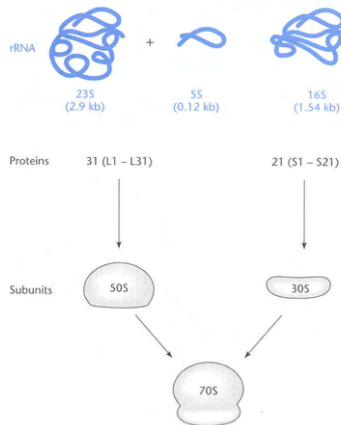 rRNA
+
23S
(2.9 kb)
5S
(0.12 kb)
16S
(1.54 kb)
Proteins
31 (L1 – L31)
21 (S1 – S21)
Subunits
50S
30S
70S